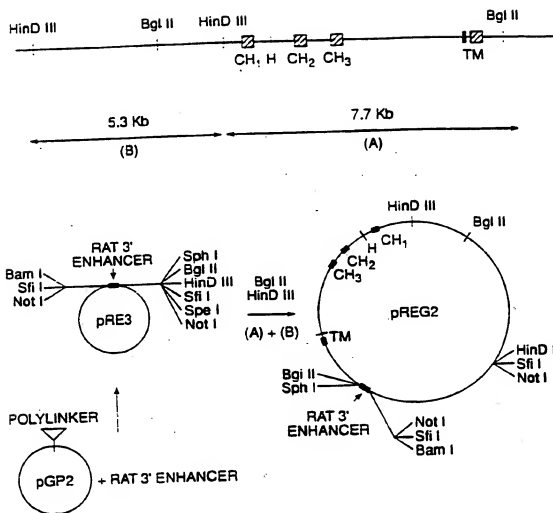 HinD III
Bgl II
HinD III
Bgl II
CH1 H CH2 CH3
TM
5.3 Kb
7.7 Kb
(B)
(A)
RAT 3'
ENHANCER
Bam I
Sfi I
Not I
Sph I
Bgl II
HinD III
Sfi I
Spe I
Not I
pRE3
Bgl II
HinD III
(A) + (B)
HinD III
Bgl II
CH1
H
CH2
CH3
pREG2
TM
Bgl II
Sph I
HinD I
Sfi I
Not I
RAT 3'
ENHANCER
Not I
Sfi I
Bam I
POLYLINKER
pGP2
+ RAT 3' ENHANCER